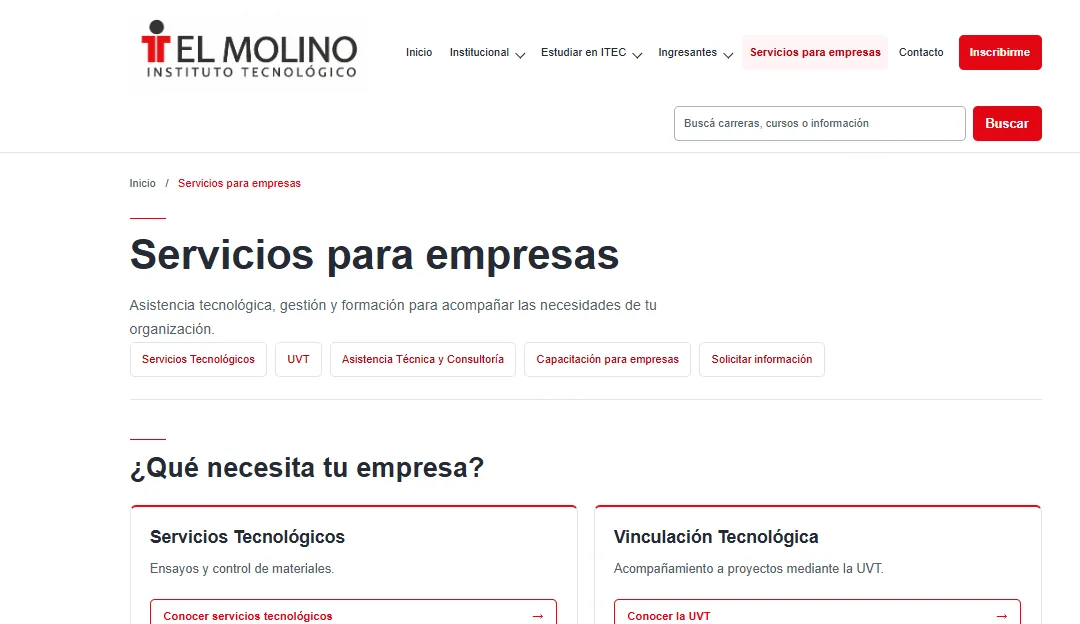 EL MOLINO
INSTITUTO TECNOLÓGICO
Inicio
Institucional
Estudiar en ITEC
Ingresantes
Servicios para empresas
Contacto
Inscribirme
Buscá carreras, cursos o información
Buscar
Inicio / Servicios para empresas
Servicios para empresas
Asistencia tecnológica, gestión y formación para acompañar las necesidades de tu
organización.
Servicios Tecnológicos
UVT
Asistencia Técnica y Consultoría
Capacitación para empresas
Solicitar información
¿Qué necesita tu empresa?
Servicios Tecnológicos
Ensayos y control de materiales.
Conocer servicios tecnológicos →
Vinculación Tecnológica
Acompañamiento a proyectos mediante la UVT.
Conocer la UVT →